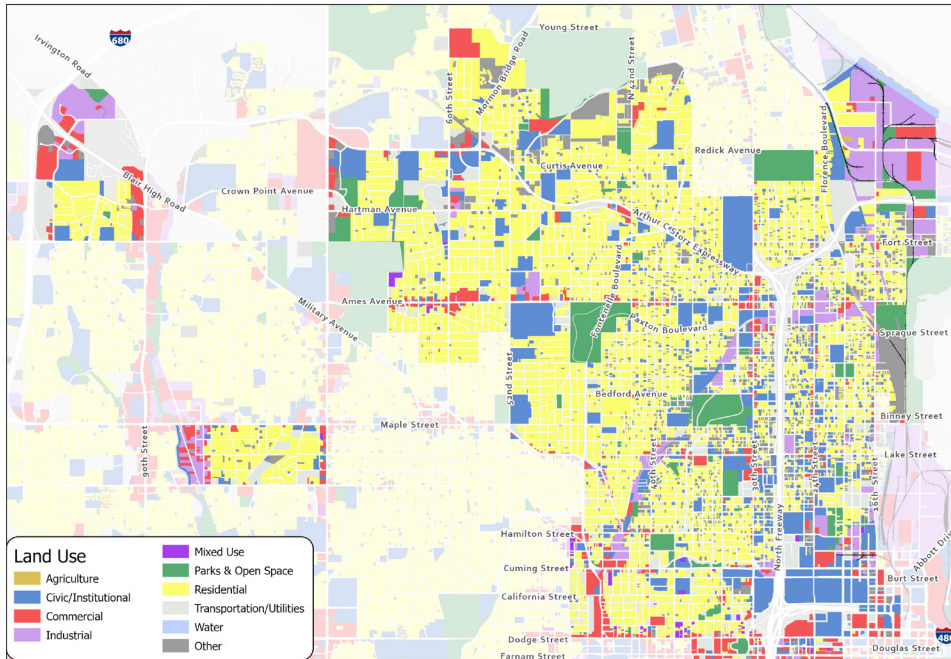 Young Street
680
Irvington Road
60th Street
Mormon Bridge Road
N 42nd Street
Florence Boulevard
Redick Avenue
Curtis Avenue
Blair High Road
Crown Point Avenue
Hartman Avenue
Arthur C Storz Expressway
Fort Street
Fontenelle Boulevard
Ames Avenue
Military Avenue
Paxton Boulevard
Sprague Street
52nd Street
Bedford Avenue
Binney Street
Maple Street
90th Street
40th Street
30th Street
24th Street
16th Street
Lake Street
North Freeway
Hamilton Street
Abbott Dri
Cuming Street
Burt Street
California Street
480
Dodge Street
Douglas Street
Farnam Street
Land Use
Agriculture
Civic/Institutional
Commercial
Industrial
Mixed Use
Parks & Open Space
Residential
Transportation/Utilities
Water
Other